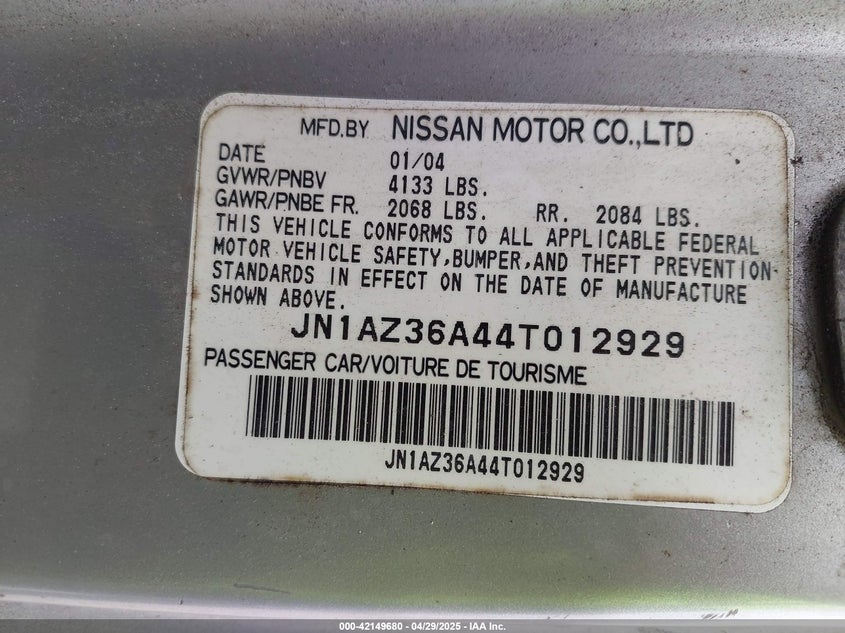 MFD.BY NISSAN MOTOR CO.,LTD
DATE 01/04
GVWR/PNBV 4133 LBS.
GAWR/PNBE FR. 2068 LBS. RR. 2084 LBS.
THIS VEHICLE CONFORMS TO ALL APPLICABLE FEDERAL
MOTOR VEHICLE SAFETY,BUMPER,AND THEFT PREVENTION
STANDARDS IN EFFECT ON THE DATE OF MANUFACTURE
SHOWN ABOVE.
JN1AZ36A44T012929
PASSENGER CAR/VOITURE DE TOURISME
JN1AZ36A44T012929
000-42149680 - 04/29/2025 - IAA Inc.